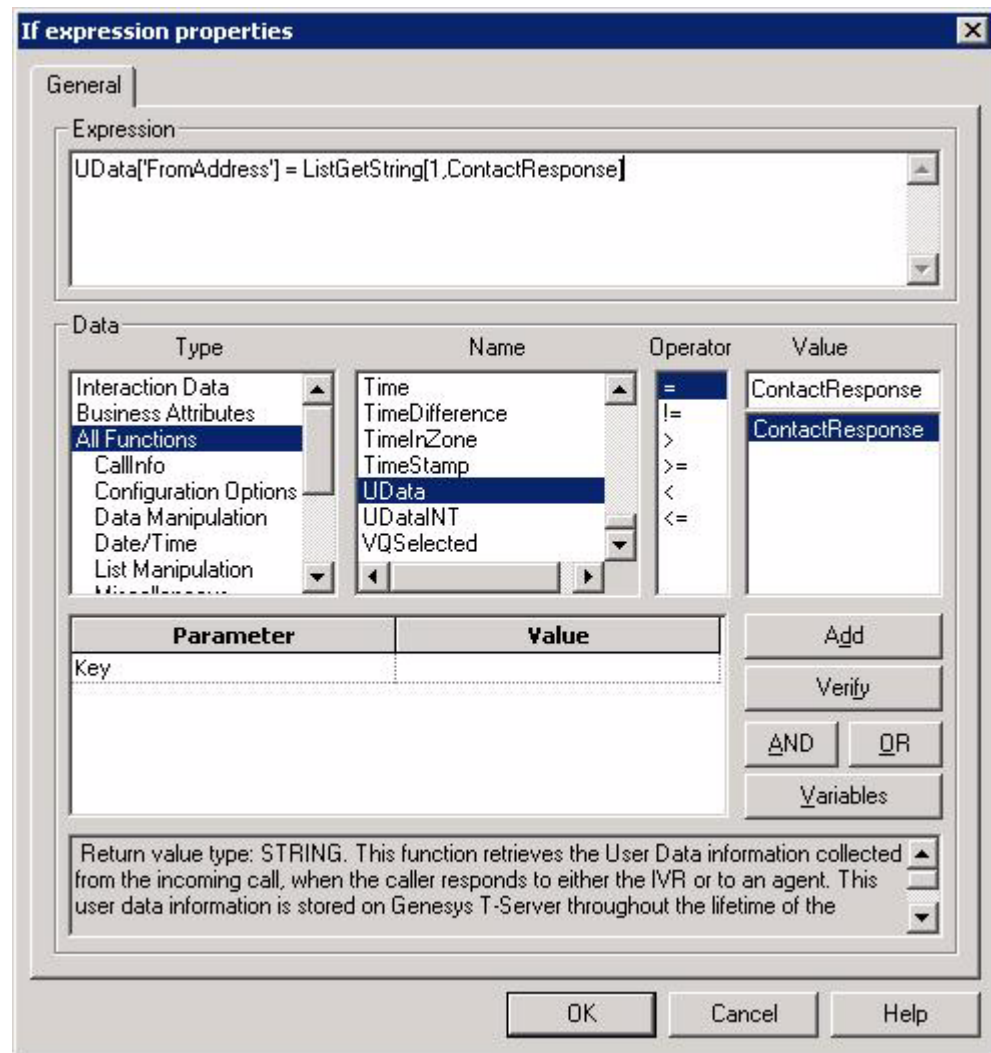 If expression properties
General
Expression
UData['FromAddress'] = ListGetString[1,ContactResponse]
Data
Type Name Operator Value
Interaction Data
Business Attributes
All Functions
CallInfo
Configuration Options
Data Manipulation
Date/Time
List Manipulation
Time
TimeDifference
TimeInZone
TimeStamp
UData
UDataINT
VQSelected
=
!=
>
>=
<
<=
ContactResponse
ContactResponse
Parameter Value
Key
Add
Verify
AND OR
Variables
Return value type: STRING. This function retrieves the User Data information collected
from the incoming call, when the caller responds to either the IVR or to an agent. This
user data information is stored on Genesys T-Server throughout the lifetime of the
OK Cancel Help